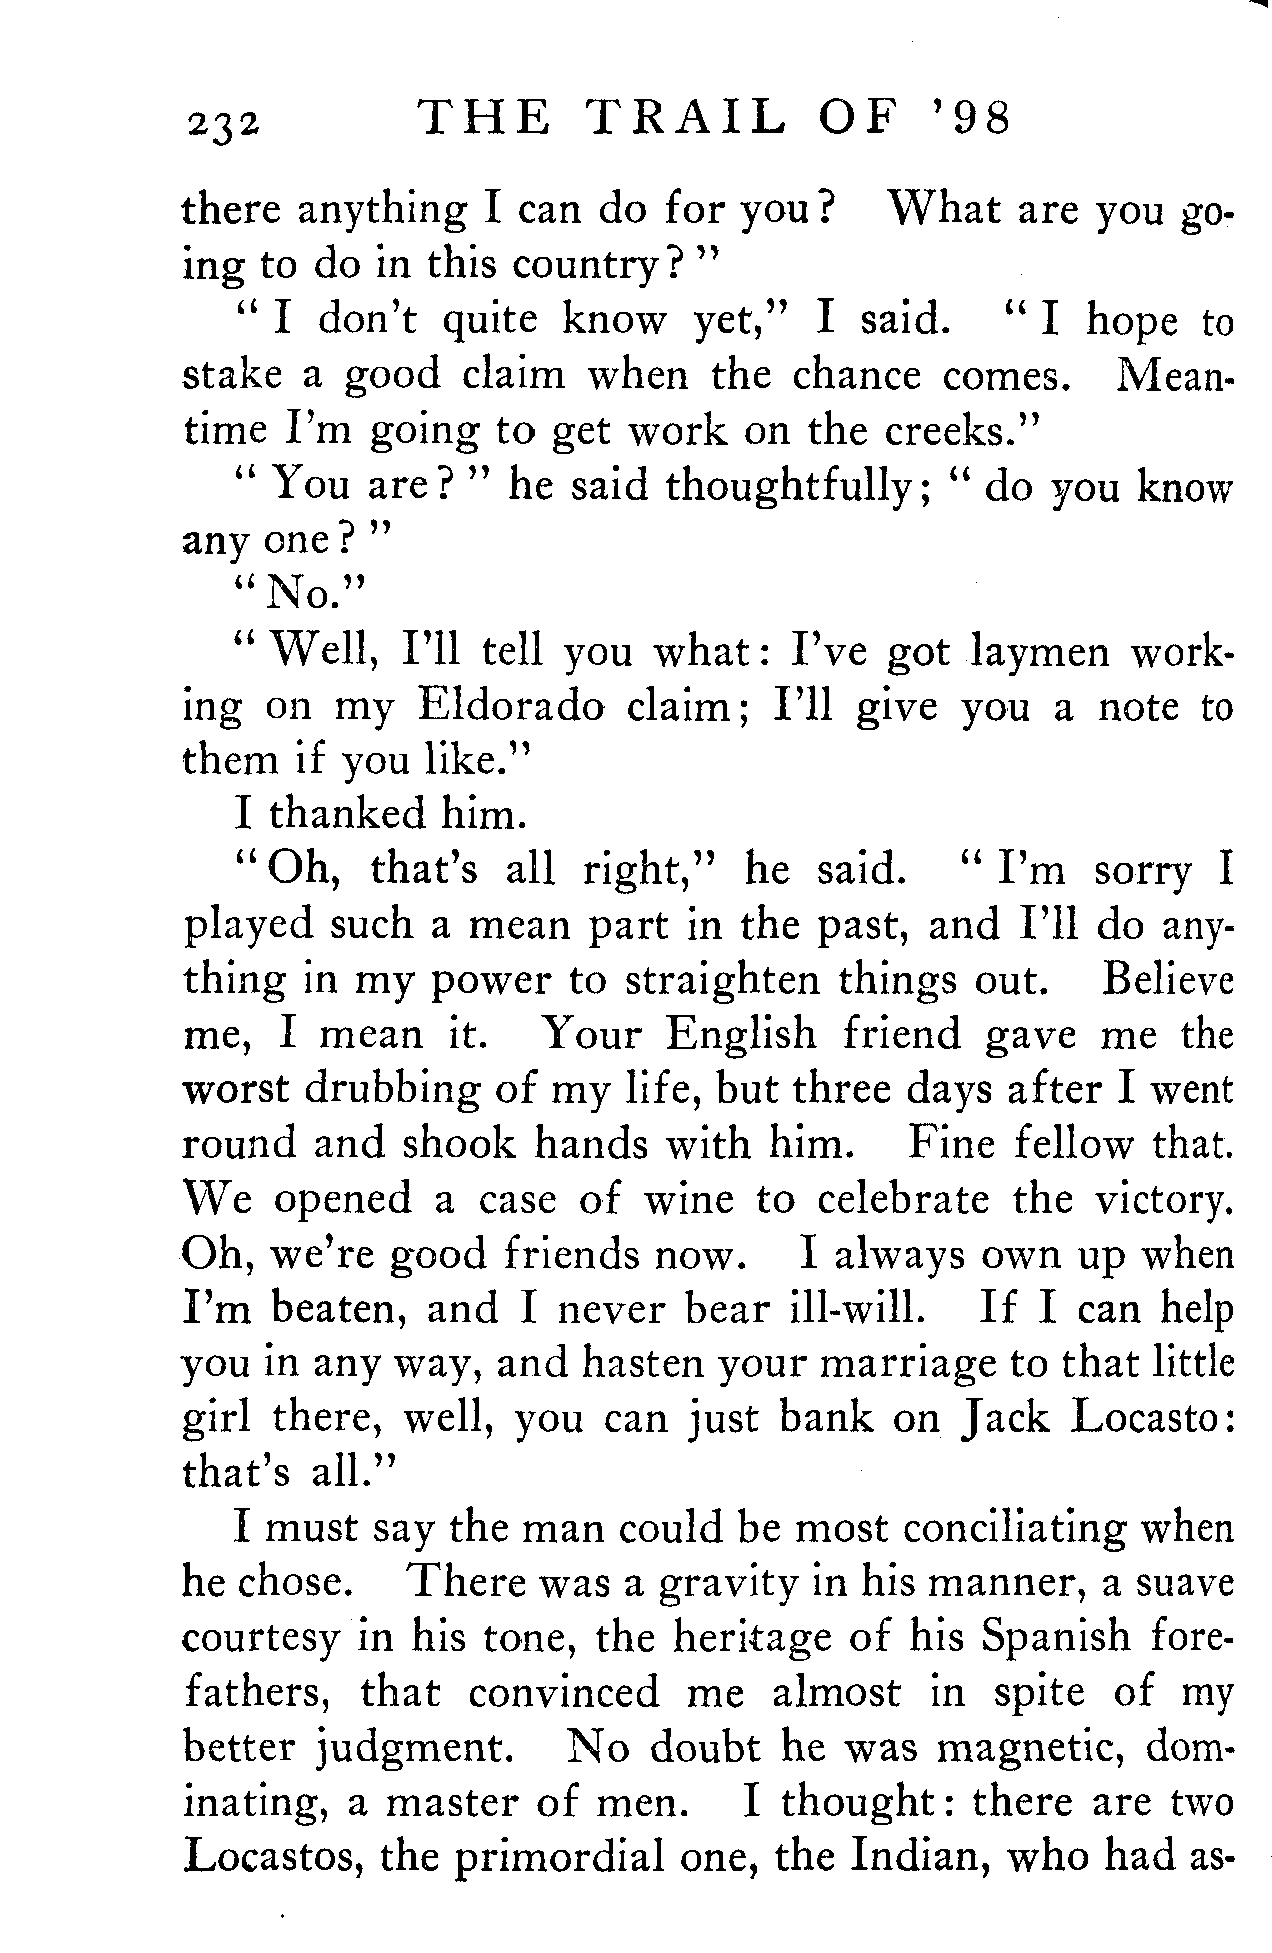 232 THE TRAIL OF '98
there anything I can do for you? What are you go-
ing to do in this country?"
"I don't quite know yet," I said. "I hope to
stake a good claim when the chance comes. Mean-
time I'm going to get work on the creeks."
"You are?" he said thoughtfully; "do you know
any one?"
"No."
"Well, I'll tell you what: I've got laymen work-
ing on my Eldorado claim; I'll give you a note to
them if you like."
I thanked him.
"Oh, that's all right," he said. "I'm sorry I
played such a mean part in the past, and I'll do any-
thing in my power to straighten things out. Believe
me, I mean it. Your English friend gave me the
worst drubbing of my life, but three days after I went
round and shook hands with him. Fine fellow that.
We opened a case of wine to celebrate the victory.
Oh, we're good friends now. I always own up when
I'm beaten, and I never bear ill-will. If I can help
you in any way, and hasten your marriage to that little
girl there, well, you can just bank on Jack Locasto:
that's all."
I must say the man could be most conciliating when
he chose. There was a gravity in his manner, a suave
courtesy in his tone, the heritage of his Spanish fore-
fathers, that convinced me almost in spite of my
better judgment. No doubt he was magnetic, dom-
inating, a master of men. I thought: there are two
Locastos, the primordial one, the Indian, who had as-